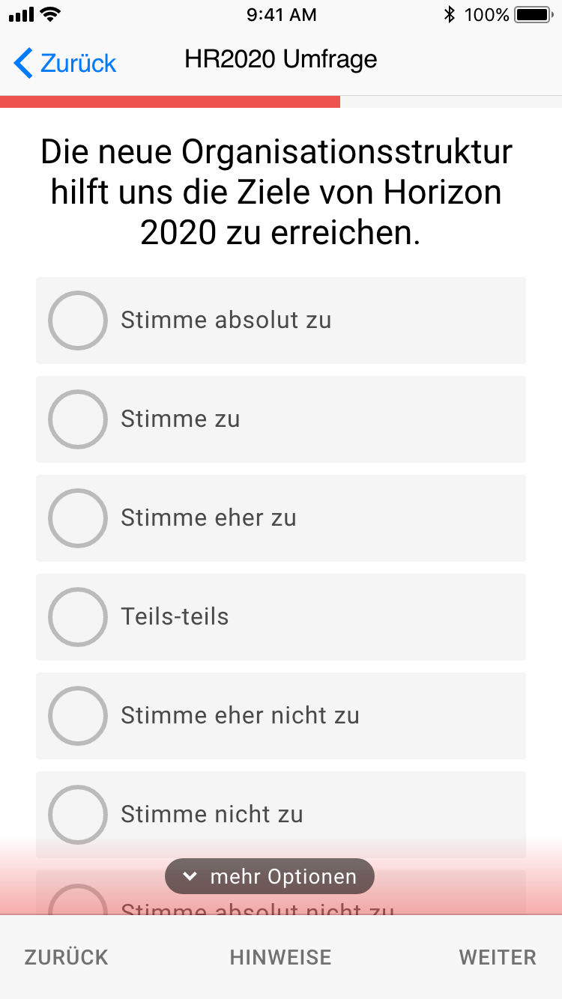 9:41 AM
100%
Zurück
HR2020 Umfrage
Die neue Organisationsstruktur
hilft uns die Ziele von Horizon
2020 zu erreichen.
Stimme absolut zu
Stimme zu
Stimme eher zu
Teils-teils
Stimme eher nicht zu
Stimme nicht zu
mehr Optionen
Stimme absolut nicht zu
ZURÜCK
HINWEISE
WEITER